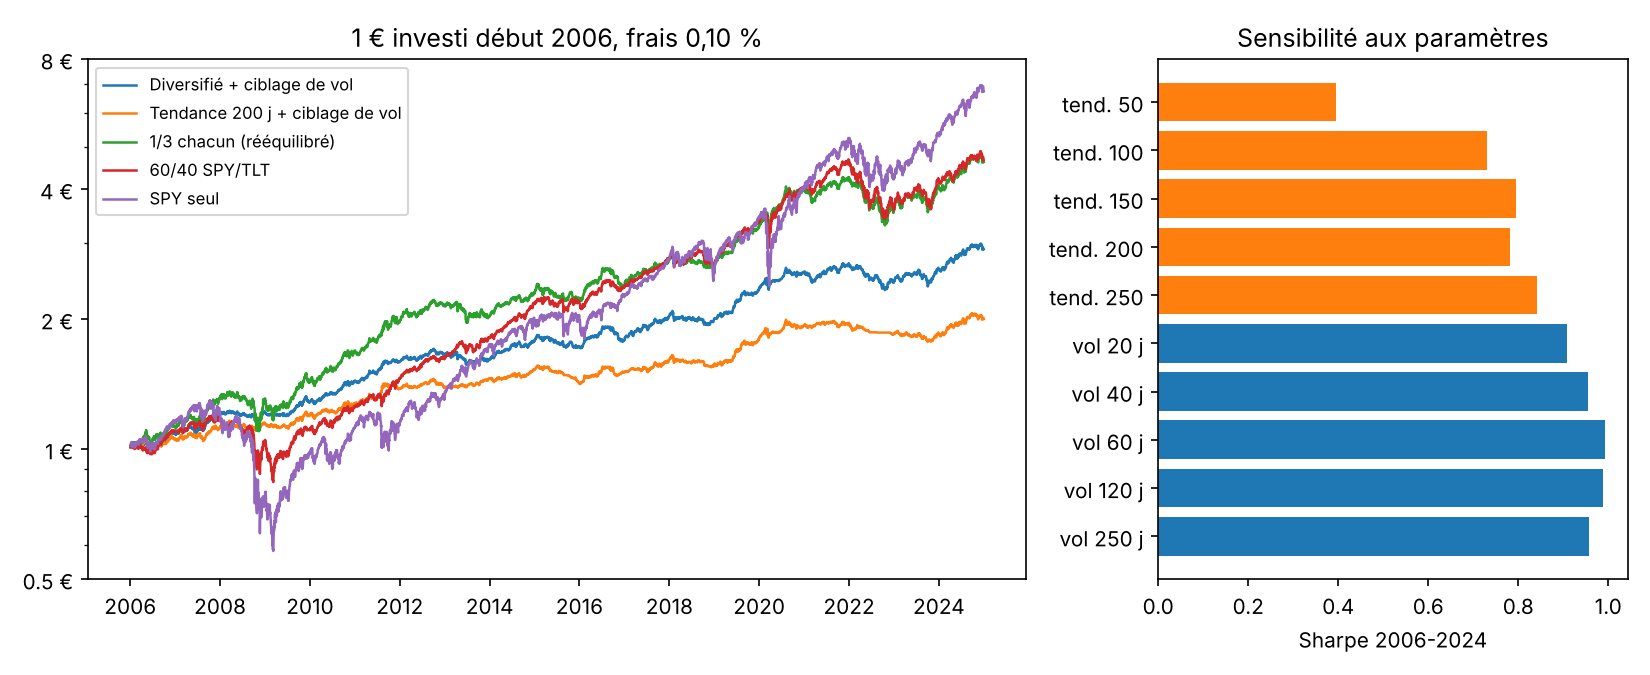 1 € investi début 2006, frais 0,10 %
8 €
4 €
2 €
1 €
0.5 €
Diversifié + ciblage de vol
Tendance 200 j + ciblage de vol
1/3 chacun (rééquilibré)
60/40 SPY/TLT
SPY seul
2006 2008 2010 2012 2014 2016 2018 2020 2022 2024
Sensibilité aux paramètres
tend. 50
tend. 100
tend. 150
tend. 200
tend. 250
vol 20 j
vol 40 j
vol 60 j
vol 120 j
vol 250 j
0.0 0.2 0.4 0.6 0.8 1.0
Sharpe 2006-2024